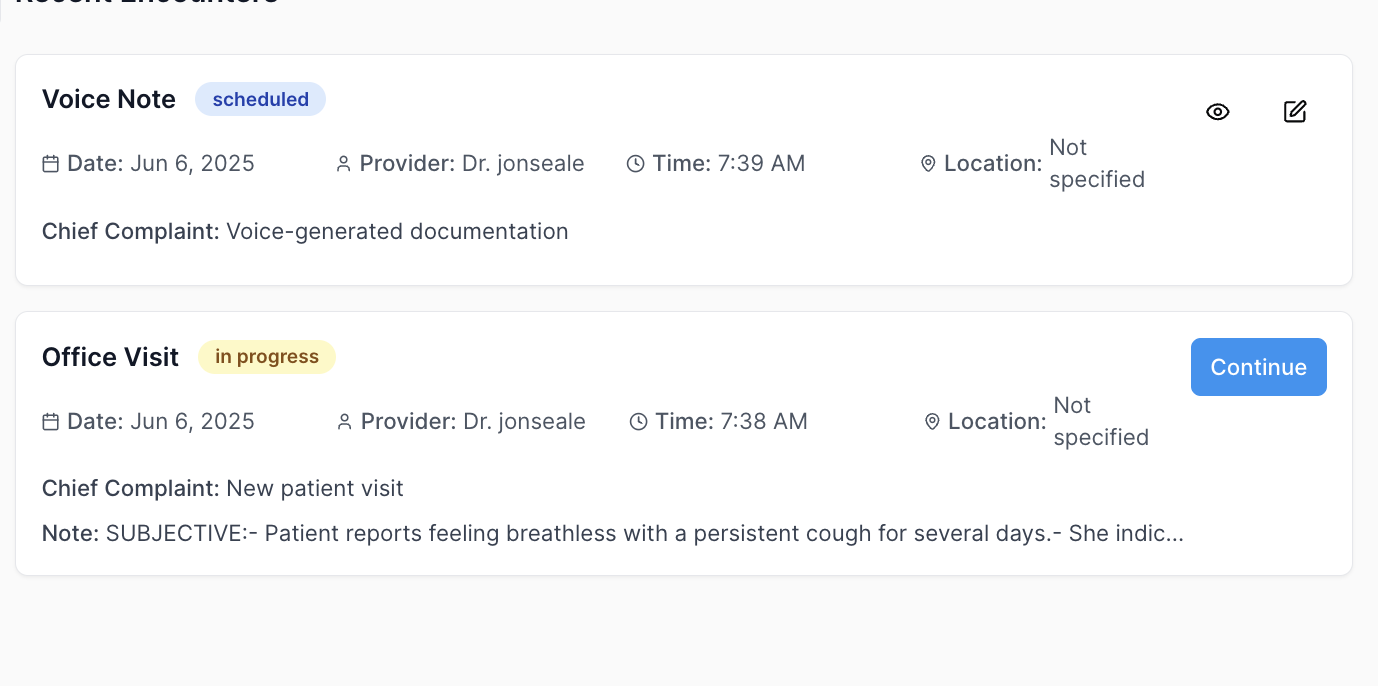 Recent Encounters
Voice Note scheduled
Date: Jun 6, 2025 Provider: Dr. jonseale Time: 7:39 AM Location: Not specified
Chief Complaint: Voice-generated documentation
Office Visit in progress Continue
Date: Jun 6, 2025 Provider: Dr. jonseale Time: 7:38 AM Location: Not specified
Chief Complaint: New patient visit
Note: SUBJECTIVE:- Patient reports feeling breathless with a persistent cough for several days.- She indic...